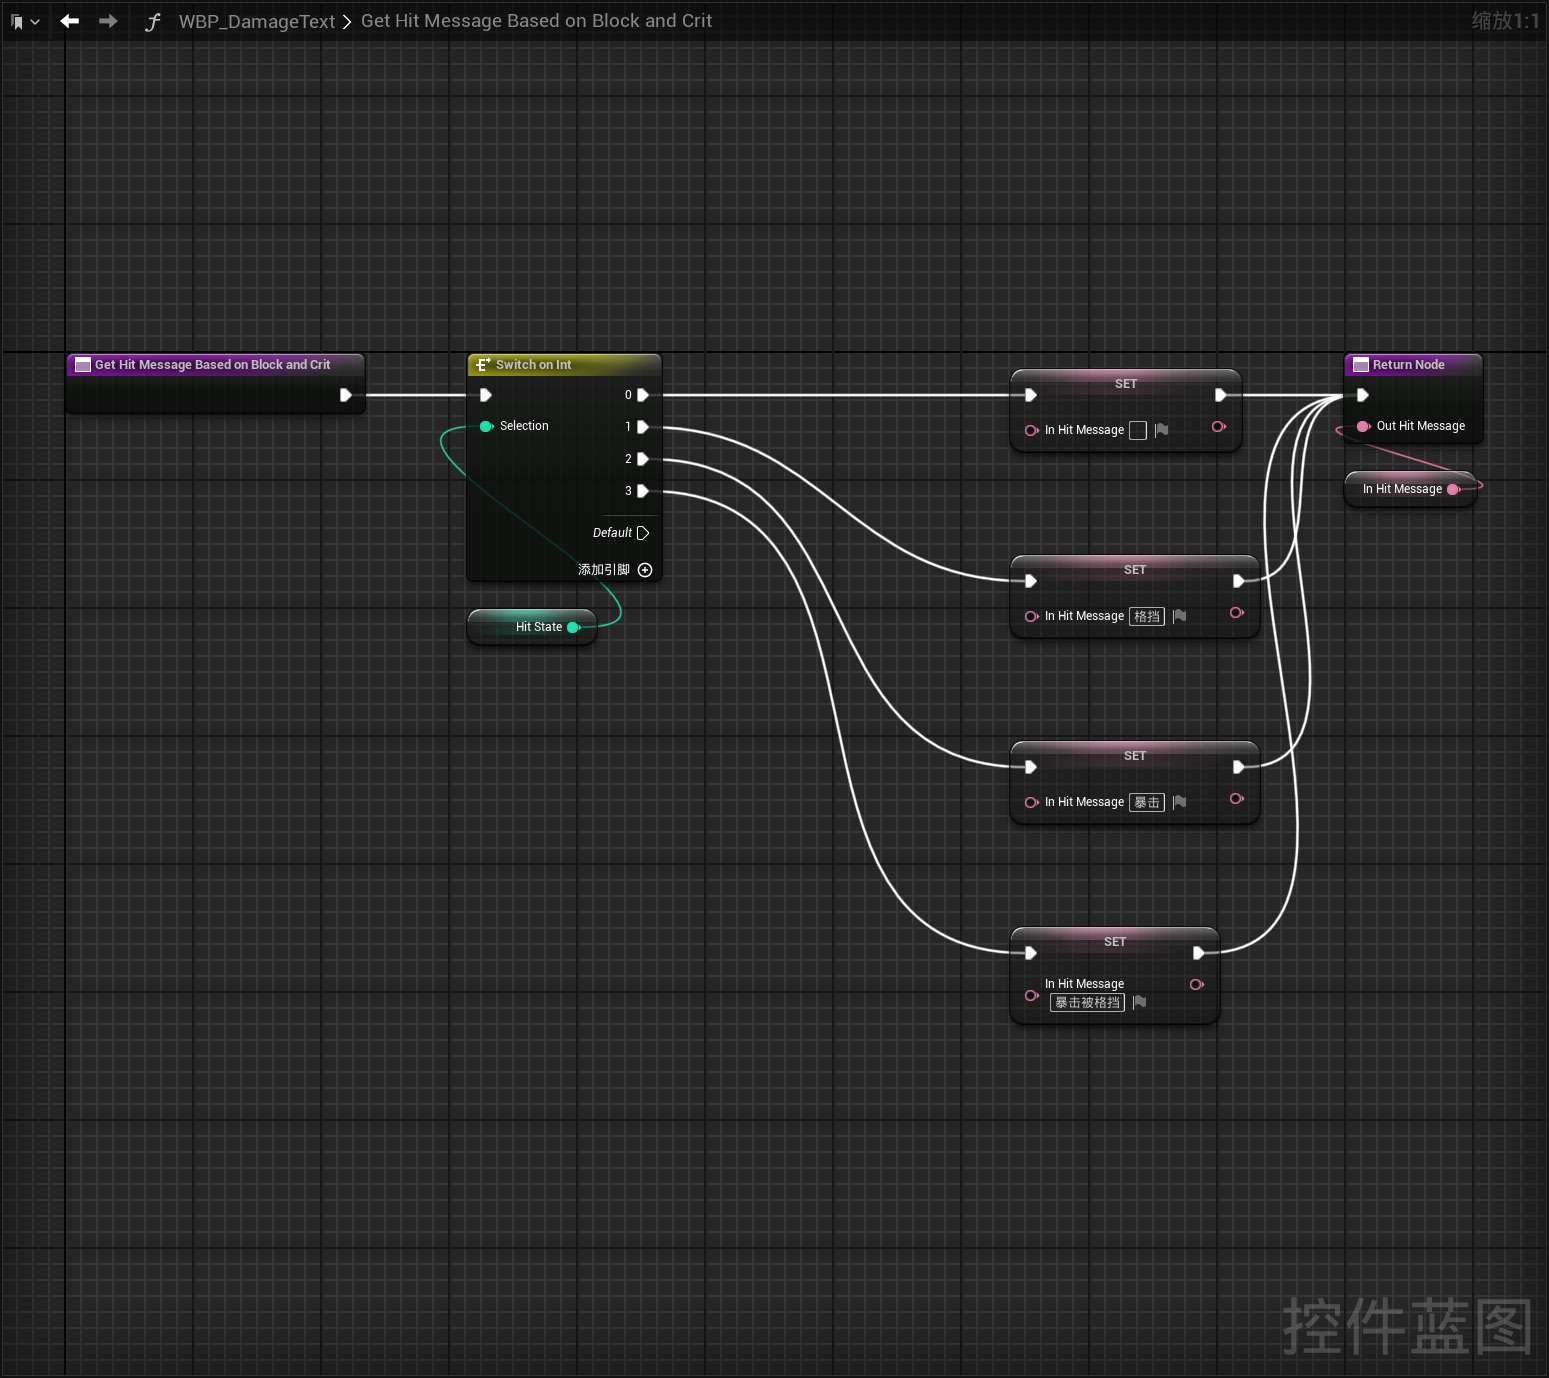 WBP_DamageText > Get Hit Message Based on Block and Crit
缩放1:1
Get Hit Message Based on Block and Crit
Switch on Int
Selection
0
1
2
3
Default
添加引脚
Hit State
SET
In Hit Message
SET
In Hit Message 格挡
SET
In Hit Message 暴击
SET
In Hit Message
暴击被格挡
Return Node
Out Hit Message
In Hit Message
控件蓝图